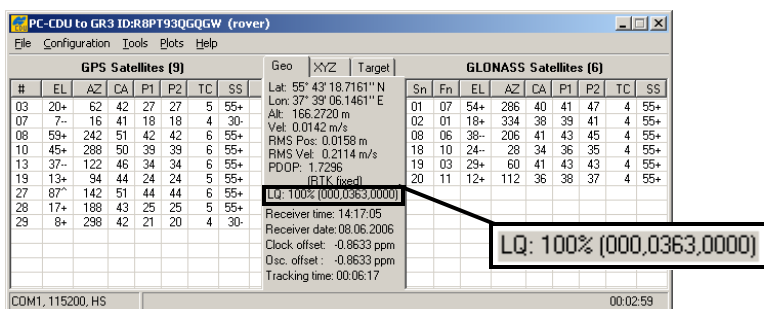 PC-CDU to GR3 ID:R8PT93QGQGW (rover)
File Configuration Tools Plots Help
GPS Satellites (9)
# EL AZ CA P1 P2 TC SS
03 20+ 62 42 27 27 5 55+
07 7-- 16 41 18 18 4 30-
08 59+ 242 51 42 42 6 55+
10 45+ 288 50 39 39 6 55+
13 37-- 122 46 34 34 6 55+
19 13+ 94 44 24 24 5 55+
27 87^ 142 51 44 44 6 55+
28 17+ 188 43 25 25 5 55+
29 8+ 298 42 21 20 4 30-
Geo XYZ Target
Lat: 55° 43' 18.7161" N
Lon: 37° 39' 06.1461" E
Alt: 166.2720 m
Vel: 0.0142 m/s
RMS Pos: 0.0158 m
RMS Vel: 0.2114 m/s
PDOP: 1.7296
(RTK fixed)
LQ: 100% (000,0363,0000)
Receiver time: 14:17:05
Receiver date: 08.06.2006
Clock offset: -0.8633 ppm
Osc. offset : -0.8633 ppm
Tracking time: 00:06:17
GLONASS Satellites (6)
Sn Fn EL AZ CA P1 P2 TC SS
01 07 54+ 286 40 41 47 4 55+
02 01 18+ 334 38 39 41 4 55+
08 06 38-- 206 41 43 45 4 55+
18 10 24-- 28 34 36 35 4 55+
19 03 29+ 60 41 43 43 4 55+
20 11 12+ 112 36 38 37 4 55+
LQ: 100% (000,0363,0000)
COM1, 115200, HS
00:02:59